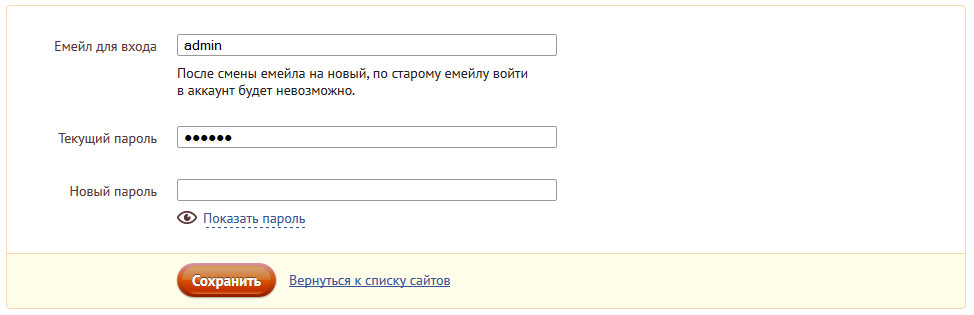 Емейл для входа admin
После смены емейла на новый, по старому емейлу войти
в аккаунт будет невозможно.
Текущий пароль ●●●●●●
Новый пароль
Показать пароль
Сохранить Вернуться к списку сайтов